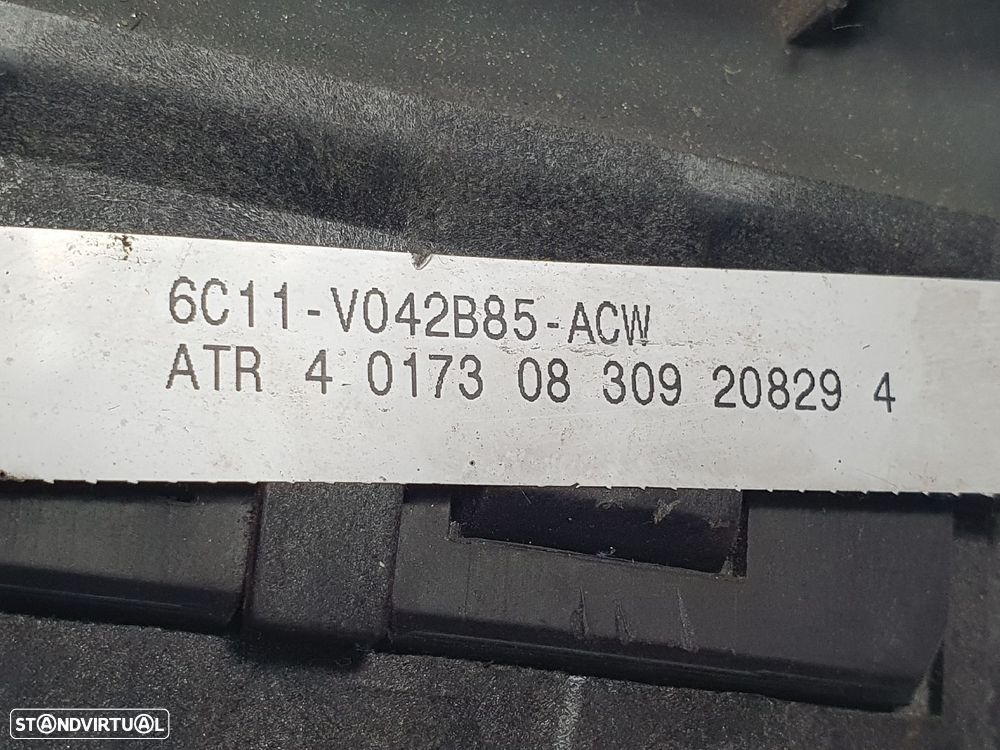 6C11-V042B85-ACW
ATR 4 0173 08 309 20829 4
STANDVIRTUAL